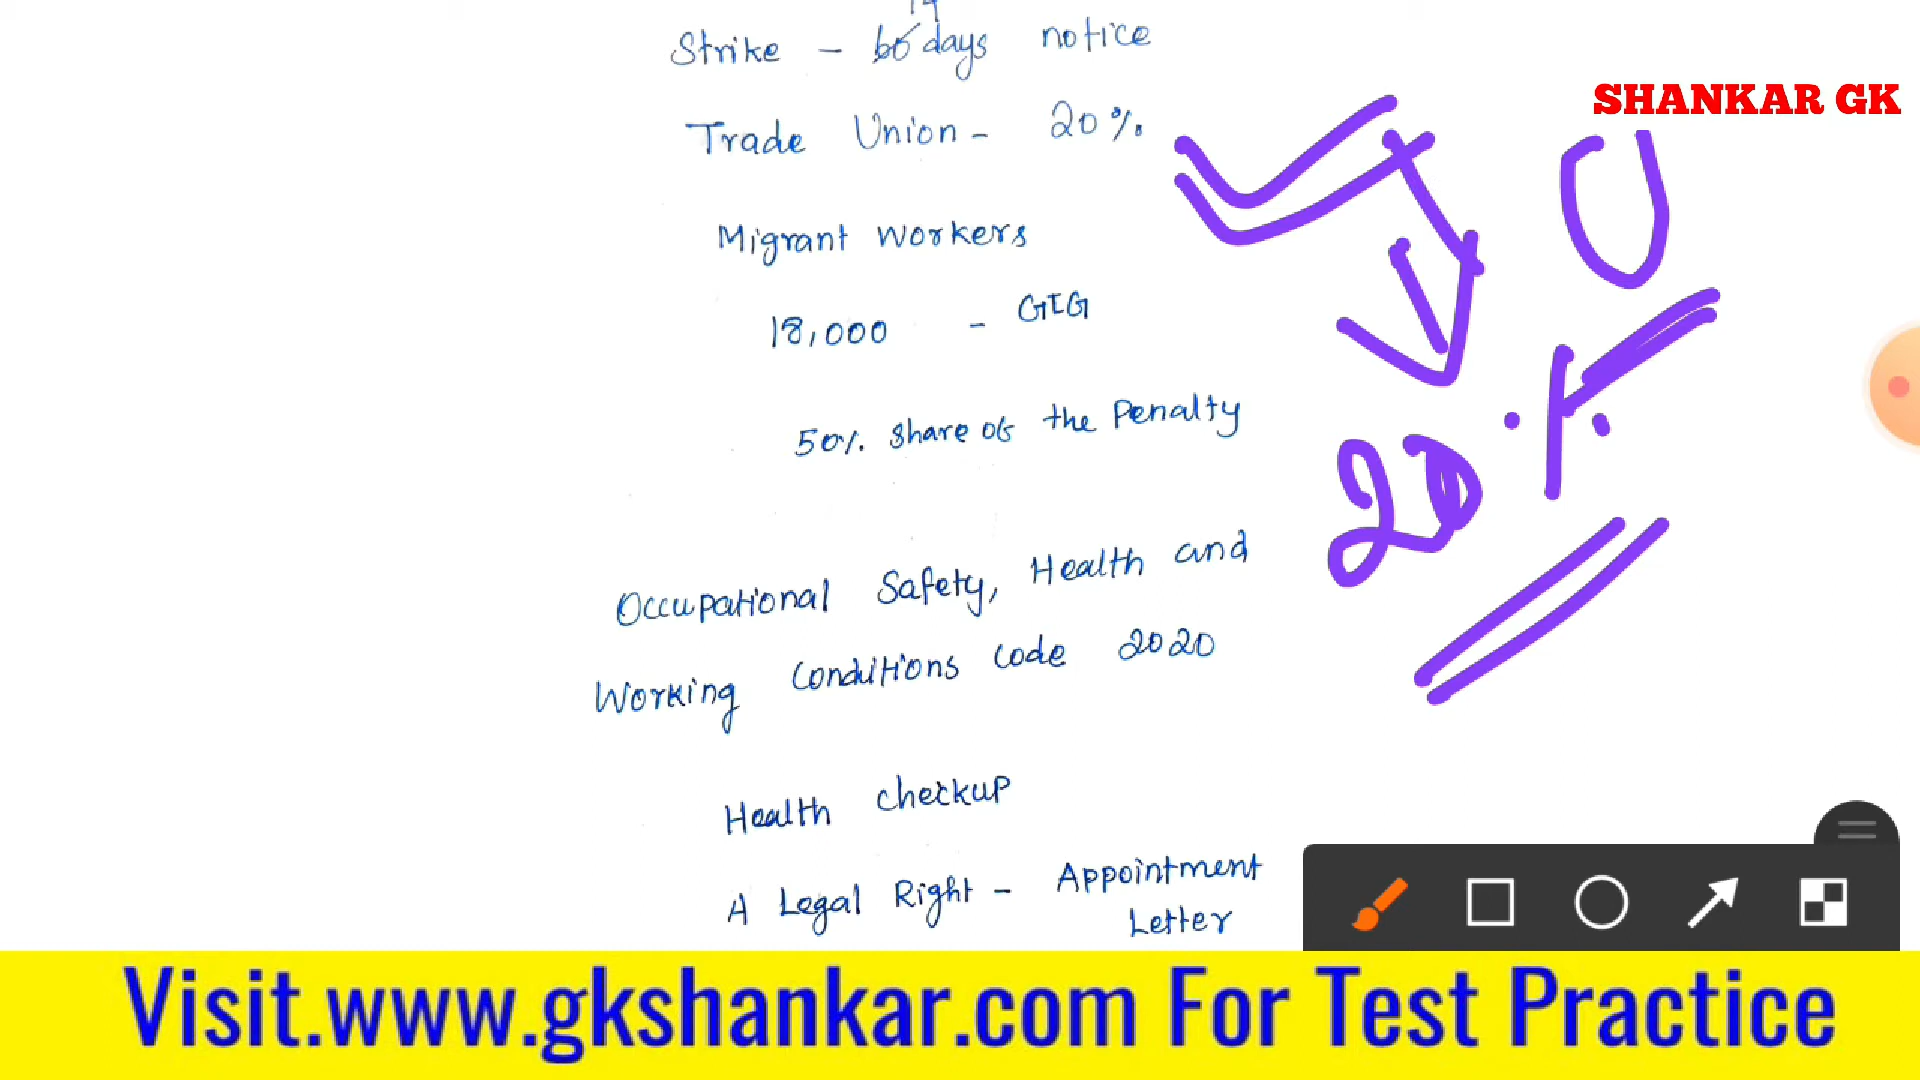 14
Strike - 60 days notice
SHANKAR GK
Trade Union - 20%.
Migrant Workers
18,000 - GIG
50%. Share of the Penalty
20%
Occupational Safety, Health and
Working Conditions Code 2020
Health checkup
A Legal Right - Appointment
Letter
Visit.www.gkshankar.com For Test Practice